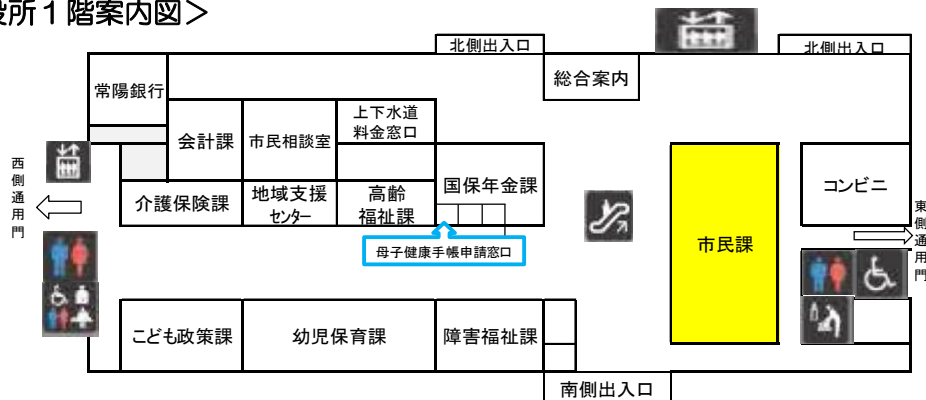 役所１階案内図＞
北側出入口
北側出入口
総合案内
常陽銀行
会計課
市民相談室
上下水道
料金窓口
国保年金課
コンビニ
西側通用門
介護保険課
地域支援
センター
高齢
福祉課
市民課
東側通用門
母子健康手帳申請窓口
こども政策課
幼児保育課
障害福祉課
南側出入口